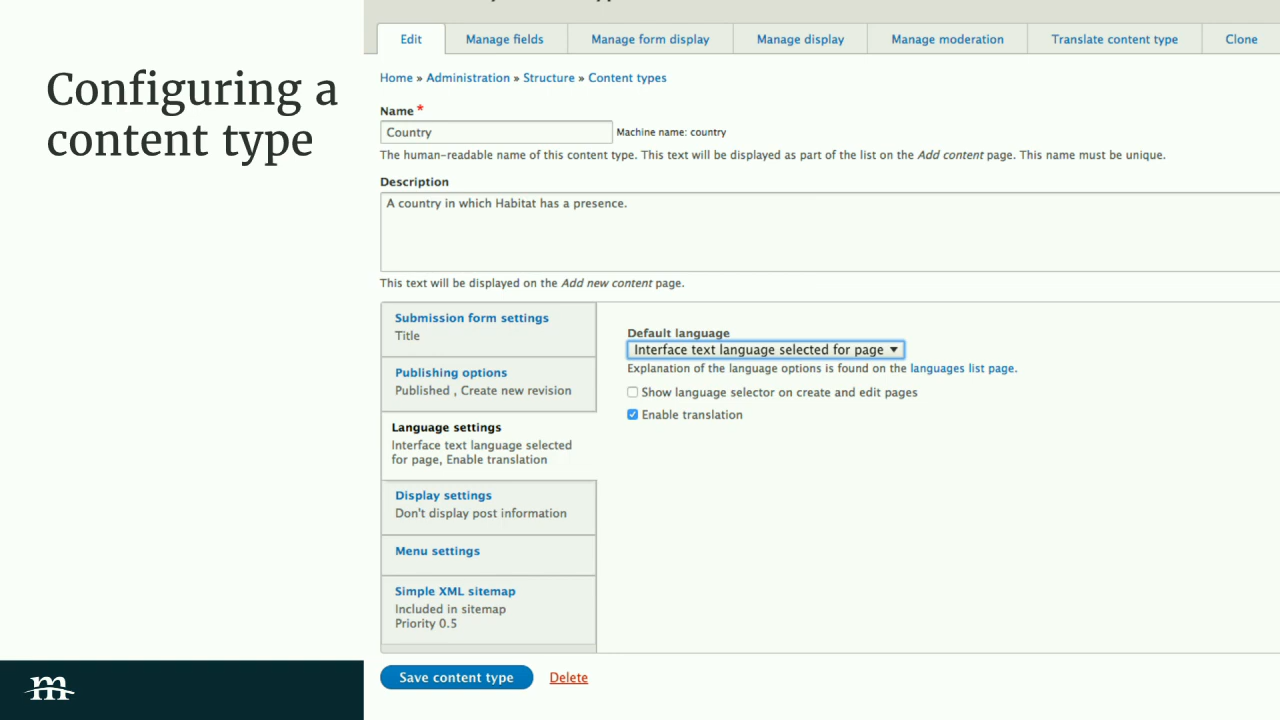 Configuring a
content type
Edit
Manage fields
Manage form display
Manage display
Manage moderation
Translate content type
Clone
Home » Administration » Structure » Content types
Name *
Country
Machine name: country
The human-readable name of this content type. This text will be displayed as part of the list on the Add content page. This name must be unique.
Description
A country in which Habitat has a presence.
This text will be displayed on the Add new content page.
Submission form settings
Title
Publishing options
Published , Create new revision
Language settings
Interface text language selected
for page, Enable translation
Display settings
Don't display post information
Menu settings
Simple XML sitemap
Included in sitemap
Priority 0.5
Default language
Interface text language selected for page
Explanation of the language options is found on the languages list page.
Show language selector on create and edit pages
Enable translation
Save content type
Delete
m